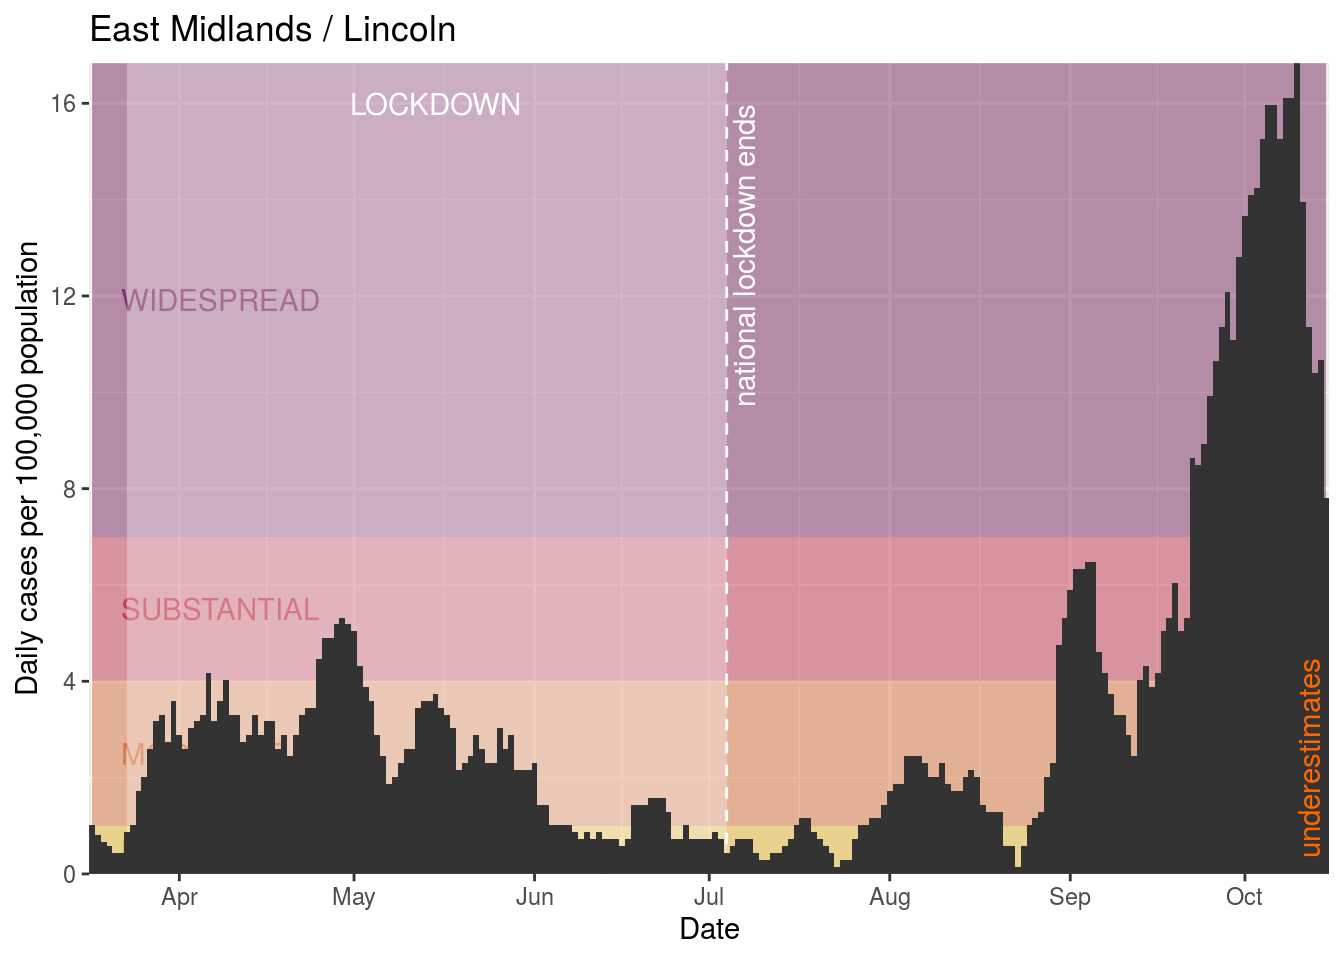 East Midlands / Lincoln
16
12
8
4
0
Daily cases per 100,000 population
LOCKDOWN
WIDESPREAD
SUBSTANTIAL
national lockdown ends
underestimates
Apr
May
Jun
Jul
Aug
Sep
Oct
Date